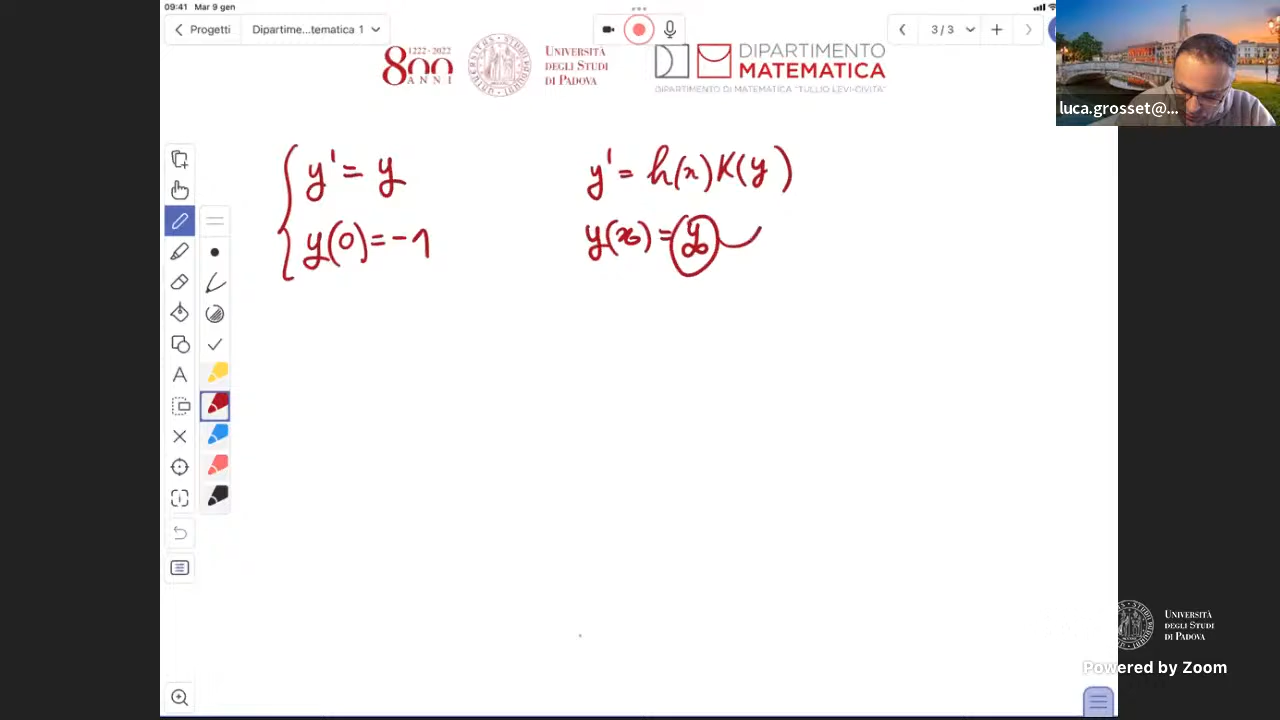 09:41 Mar 9 gen
Progetti
Dipartime...tematica 1
3 / 3
1222-2022
800
ANNI
UNIVERSITÀ
DEGLI STUDI
DI PADOVA
DIPARTIMENTO
MATEMATICA
DIPARTIMENTO DI MATEMATICA "TULLIO LEVI-CIVITA"
luca.grosset@...
y' = y
y(0) = -1
y' = h(x) K(y)
y(x₀) = y₀
A
UNIVERSITÀ
DEGLI STUDI
DI PADOVA
Powered by Zoom